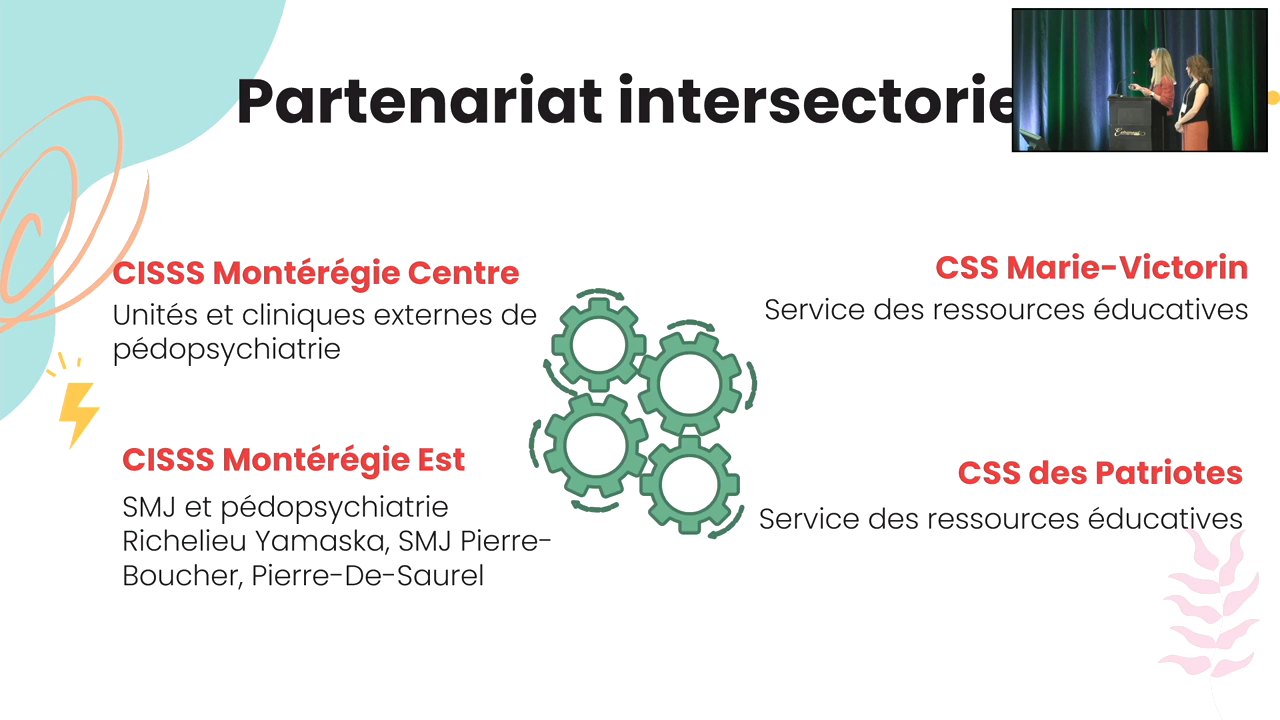 Partenariat intersectorie
CISSS Montérégie Centre
Unités et cliniques externes de
pédopsychiatrie
CISSS Montérégie Est
SMJ et pédopsychiatrie
Richelieu Yamaska, SMJ Pierre-
Boucher, Pierre-De-Saurel
CSS Marie-Victorin
Service des ressources éducatives
CSS des Patriotes
Service des ressources éducatives